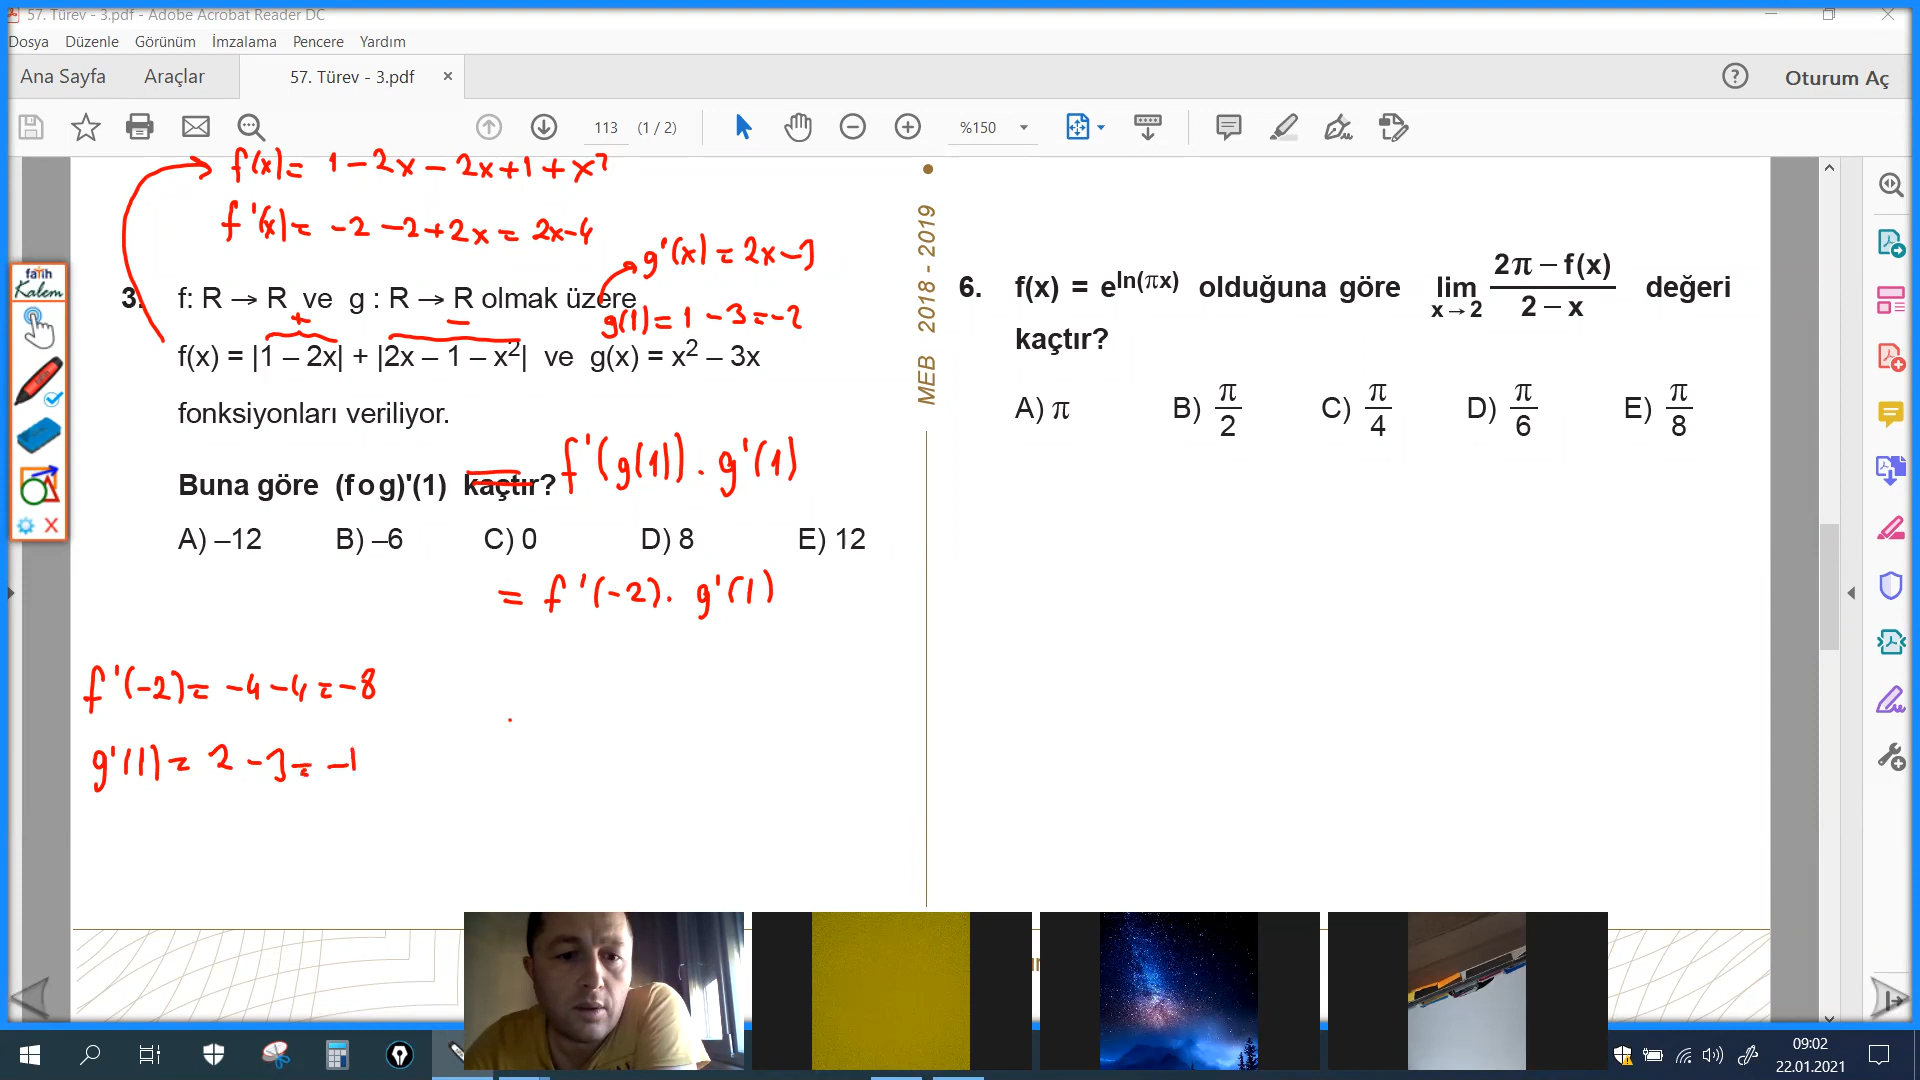 57. Türev - 3.pdf - Adobe Acrobat Reader DC
Dosya Düzenle Görünüm İmzalama Pencere Yardım
Ana Sayfa Araçlar 57. Türev - 3.pdf × Oturum Aç
113 (1 / 2) %150
f(x) = 1 – 2x – 2x + 1 + x²
f'(x) = –2 –2 + 2x = 2x–4
g'(x) = 2x – 3
fatih
Kalem
3. f: R → R ve g : R → R olmak üzere
+ –
g(1) = 1 – 3 = –2
f(x) = |1 – 2x| + |2x – 1 – x²| ve g(x) = x² – 3x
fonksiyonları veriliyor.
Buna göre (fog)'(1) kaçtır? f'(g(1)) . g'(1)
A) –12 B) –6 C) 0 D) 8 E) 12
= f'(–2) . g'(1)
f'(–2) = –4 – 4 = –8
g'(1) = 2 – 3 = –1
MEB 2018 - 2019
6. f(x) = e^ln(πx) olduğuna göre lim x→2 (2π – f(x))/(2 – x) değeri
kaçtır?
A) π B) π/2 C) π/4 D) π/6 E) π/8
09:02
22.01.2021